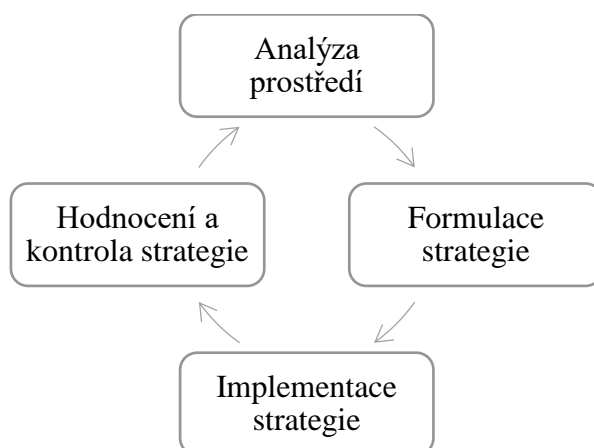 Analýza
prostředí
Hodnocení a
kontrola strategie
Formulace
strategie
Implementace
strategie